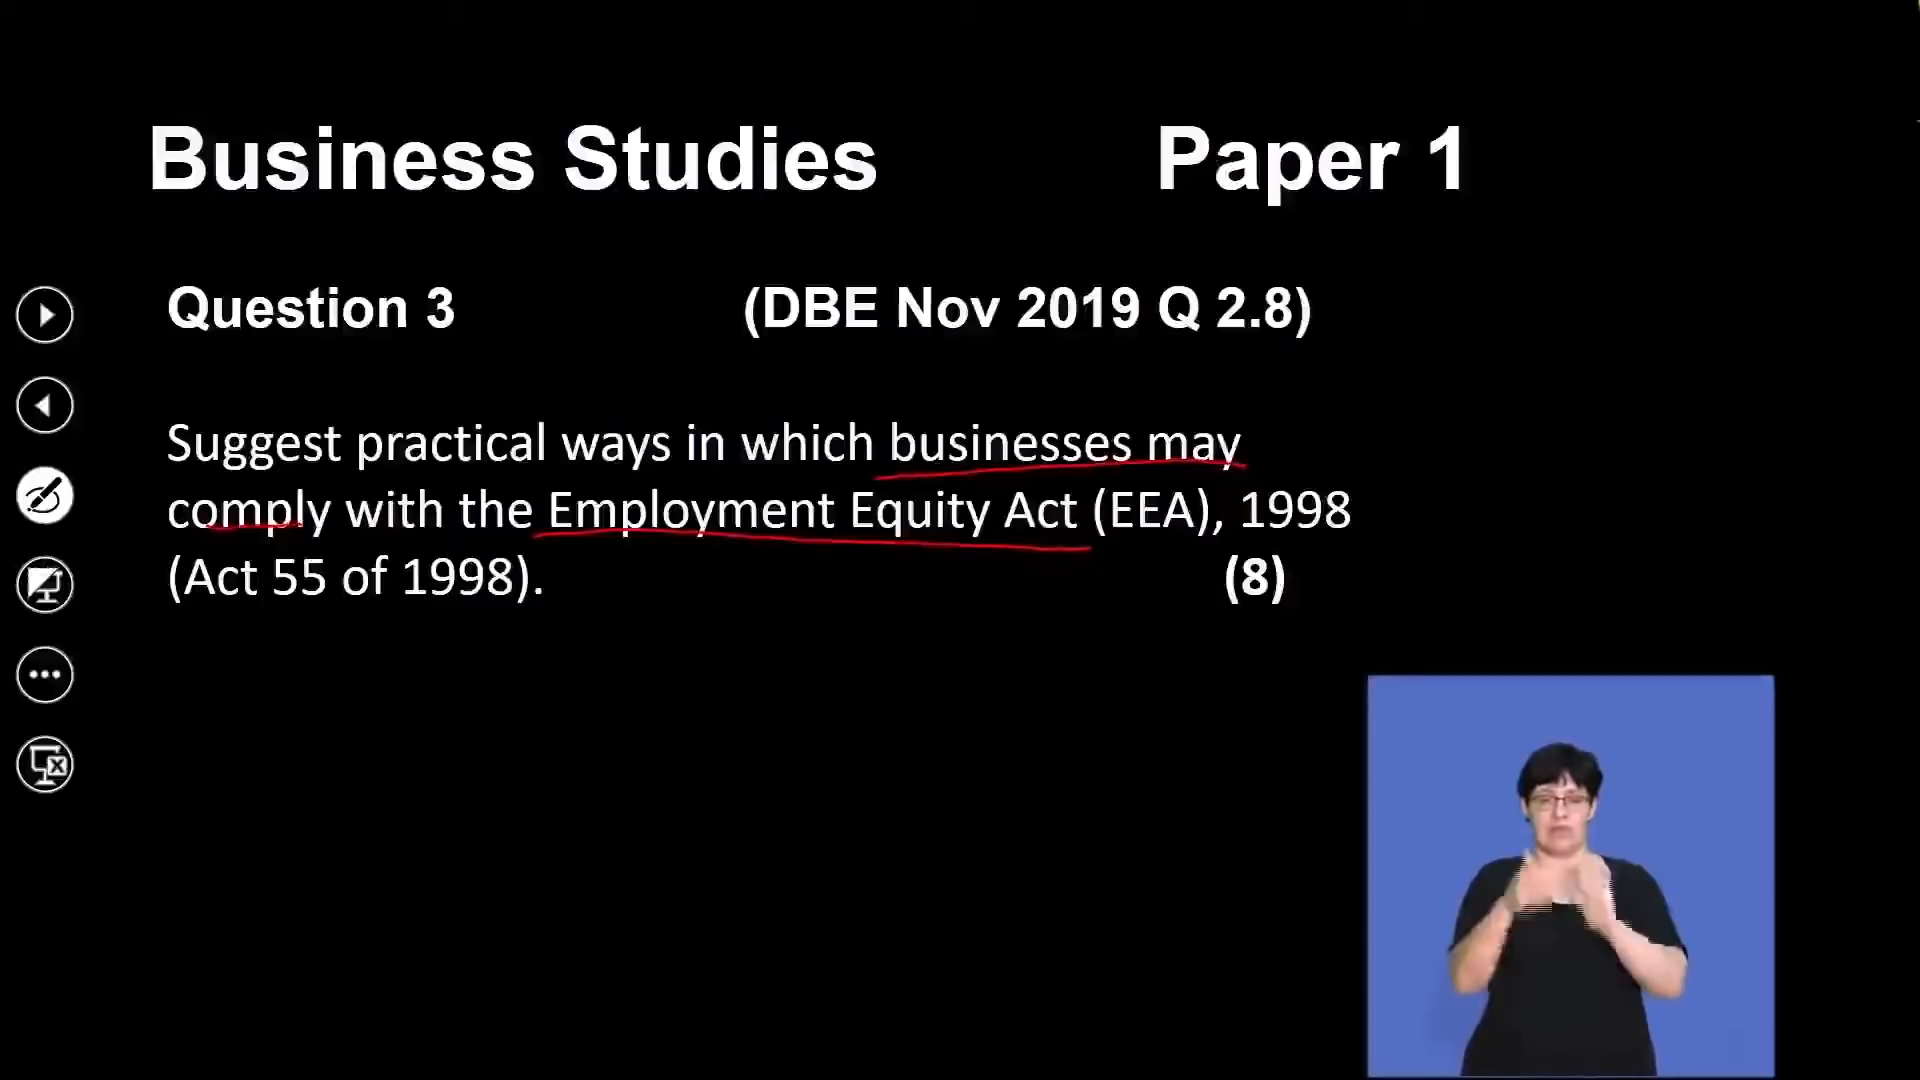 Business Studies Paper 1
Question 3 (DBE Nov 2019 Q 2.8)
Suggest practical ways in which businesses may
comply with the Employment Equity Act (EEA), 1998
(Act 55 of 1998). (8)